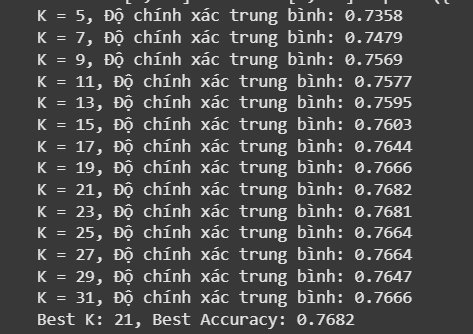 K = 5, Độ chính xác trung bình: 0.7358
K = 7, Độ chính xác trung bình: 0.7479
K = 9, Độ chính xác trung bình: 0.7569
K = 11, Độ chính xác trung bình: 0.7577
K = 13, Độ chính xác trung bình: 0.7595
K = 15, Độ chính xác trung bình: 0.7603
K = 17, Độ chính xác trung bình: 0.7644
K = 19, Độ chính xác trung bình: 0.7666
K = 21, Độ chính xác trung bình: 0.7682
K = 23, Độ chính xác trung bình: 0.7681
K = 25, Độ chính xác trung bình: 0.7664
K = 27, Độ chính xác trung bình: 0.7664
K = 29, Độ chính xác trung bình: 0.7647
K = 31, Độ chính xác trung bình: 0.7666
Best K: 21, Best Accuracy: 0.7682